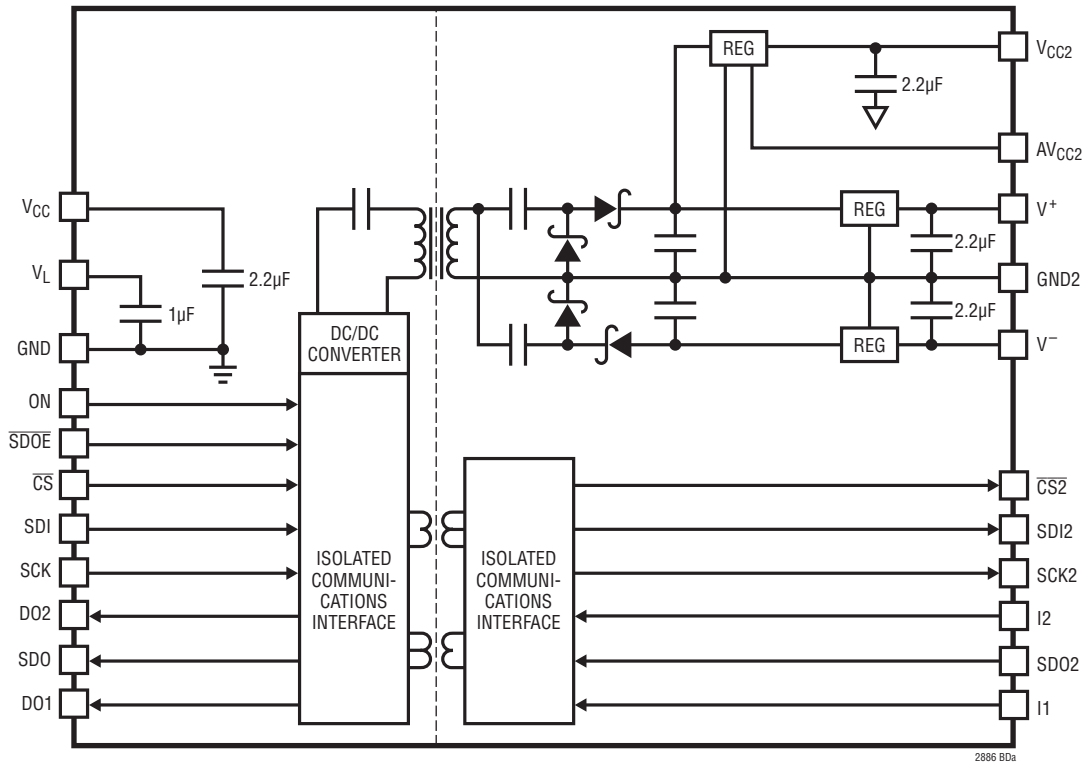 REG
VCC2
2.2µF
AVCC2
VCC
REG
V+
2.2µF
VL
2.2µF
GND2
1µF
2.2µF
GND
DC/DC
CONVERTER
REG
V−
ON
SDOE
CS
CS2
SDI
SDI2
ISOLATED
COMMUNI-
CATIONS
INTERFACE
ISOLATED
COMMUNI-
CATIONS
INTERFACE
SCK
SCK2
DO2
I2
SDO
SDO2
DO1
I1
2886 BDa